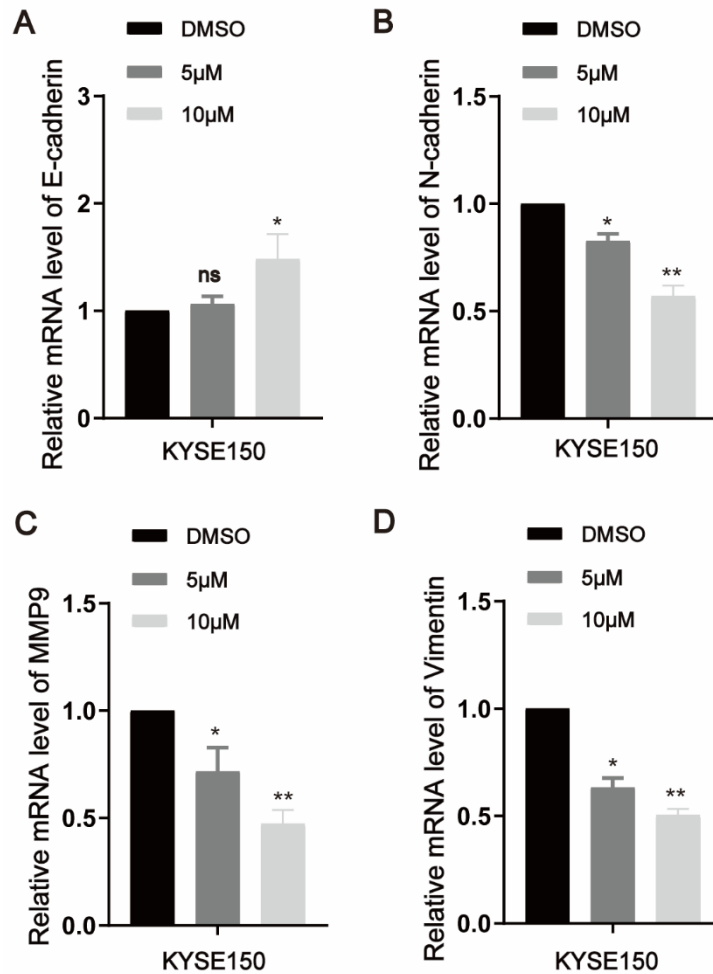 A
DMSO
5μM
10μM
Relative mRNA level of E-cadherin
3
2
1
0
ns
*
KYSE150
B
DMSO
5μM
10μM
Relative mRNA level of N-cadherin
1.5
1.0
0.5
0.0
*
**
KYSE150
C
DMSO
5μM
10μM
Relative mRNA level of MMP9
1.5
1.0
0.5
0.0
*
**
KYSE150
D
DMSO
5μM
10μM
Relative mRNA level of Vimentin
1.5
1.0
0.5
0.0
*
**
KYSE150